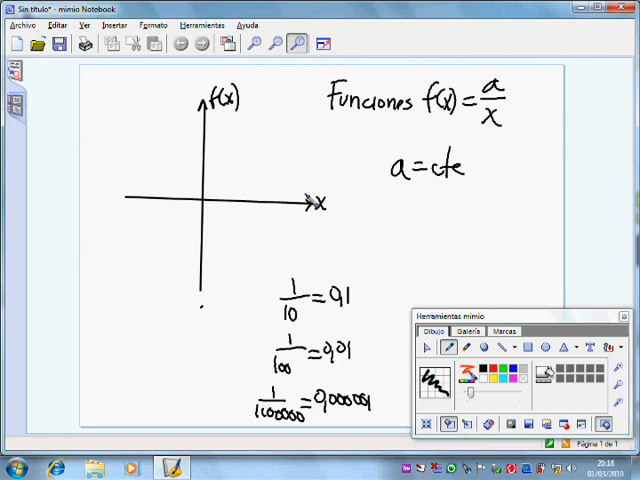 Sin título* - mimio Notebook
Archivo Editar Ver Insertar Formato Herramientas Ayuda
f(x)
Funciones f(x) = a/x
a = cte
x
1/10 = 0,1
1/100 = 0,01
1/1000000 = 0,000001
Herramientas mimio
Dibujo Galería Marcas
Página 1 de 1
20:18
01/03/2010